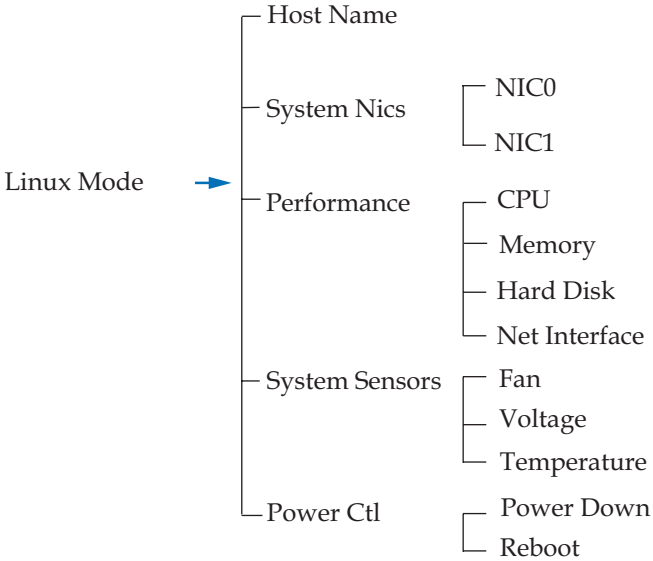 Host Name
System Nics
NIC0
NIC1
Linux Mode
Performance
CPU
Memory
Hard Disk
Net Interface
System Sensors
Fan
Voltage
Temperature
Power Ctl
Power Down
Reboot